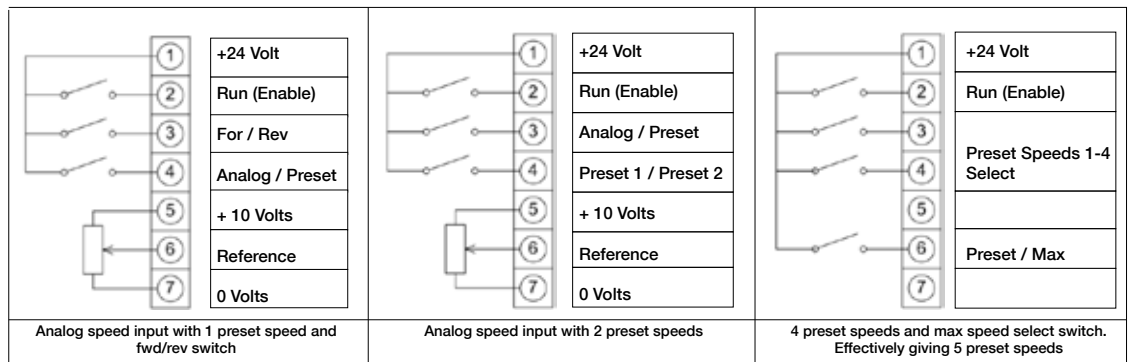 1
+24 Volt
2
Run (Enable)
3
For / Rev
4
Analog / Preset
5
+ 10 Volts
6
Reference
7
0 Volts
Analog speed input with 1 preset speed and
fwd/rev switch
1
+24 Volt
2
Run (Enable)
3
Analog / Preset
4
Preset 1 / Preset 2
5
+ 10 Volts
6
Reference
7
0 Volts
Analog speed input with 2 preset speeds
1
+24 Volt
2
Run (Enable)
3
Preset Speeds 1-4
Select
4
5
6
Preset / Max
7
4 preset speeds and max speed select switch.
Effectively giving 5 preset speeds